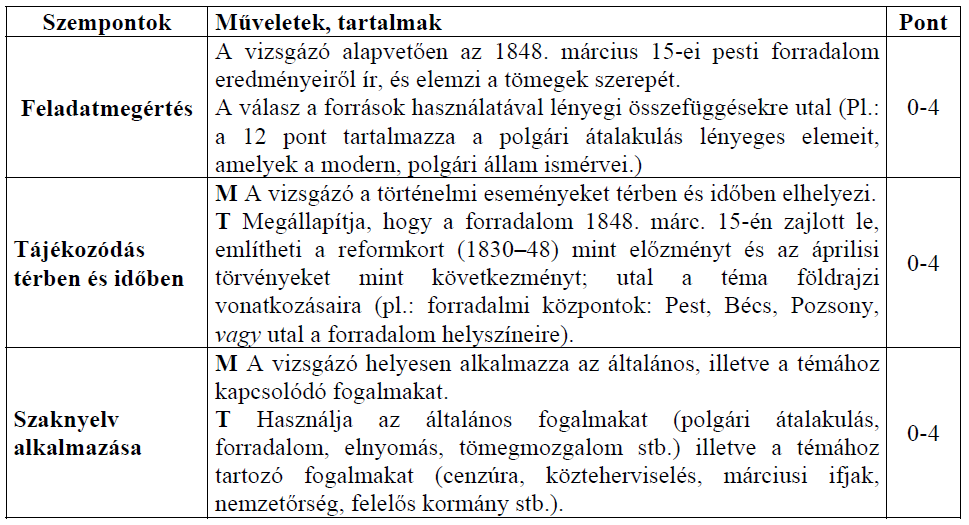 Szempontok Műveletek, tartalmak Pont
A vizsgázó alapvetően az 1848. március 15-ei pesti forradalom
eredményeiről ír, és elemzi a tömegek szerepét.
Feladatmegértés A válasz a források használatával lényegi összefüggésekre utal (Pl.: 0-4
a 12 pont tartalmazza a polgári átalakulás lényeges elemeit,
amelyek a modern, polgári állam ismérvei.)
M A vizsgázó a történelmi eseményeket térben és időben elhelyezi.
T Megállapítja, hogy a forradalom 1848. márc. 15-én zajlott le,
Tájékozódás említheti a reformkort (1830–48) mint előzményt és az áprilisi
térben és időben törvényeket mint következményt; utal a téma földrajzi 0-4
vonatkozásaira (pl.: forradalmi központok: Pest, Bécs, Pozsony,
vagy utal a forradalom helyszíneire).
M A vizsgázó helyesen alkalmazza az általános, illetve a témához
kapcsolódó fogalmakat.
Szaknyelv T Használja az általános fogalmakat (polgári átalakulás,
alkalmazása forradalom, elnyomás, tömegmozgalom stb.) illetve a témához 0-4
tartozó fogalmakat (cenzúra, közteherviselés, márciusi ifjak,
nemzetőrség, felelős kormány stb.).